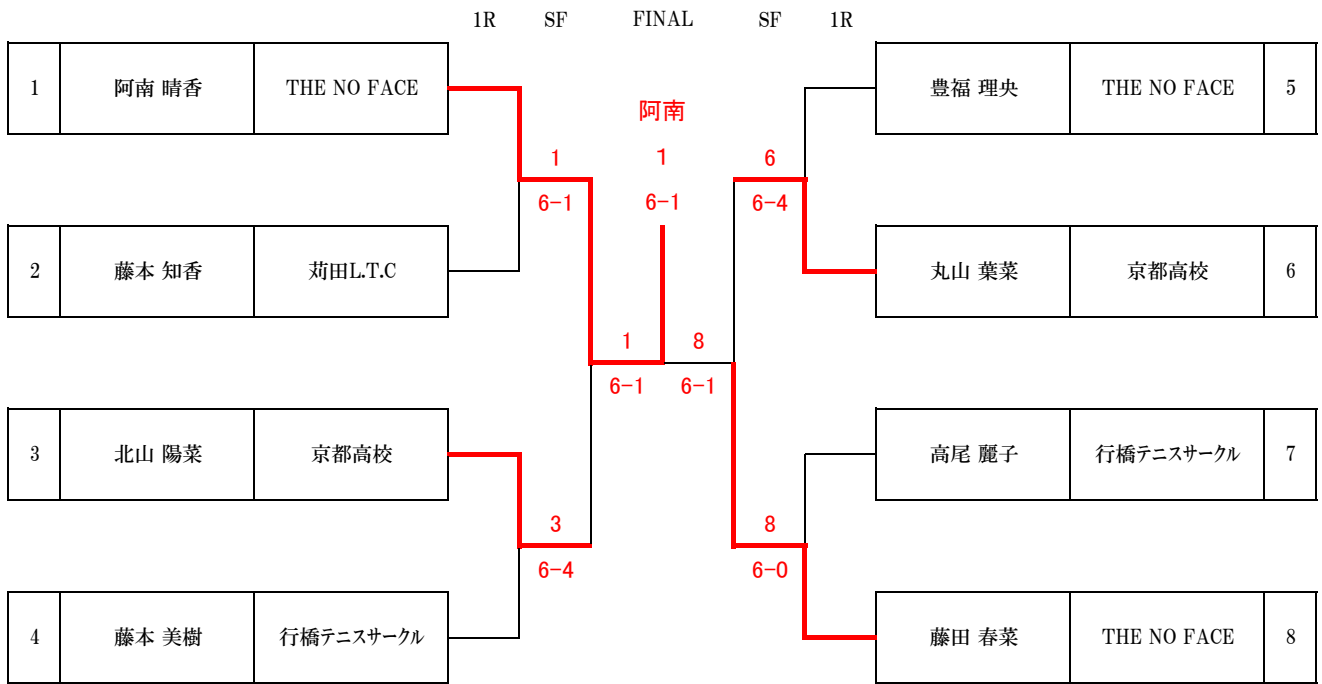 1R SF FINAL SF 1R
1 阿南 晴香 THE NO FACE 豊福 理央 THE NO FACE 5
阿南
1 1 6
6-1 6-1 6-4
2 藤本 知香 苅田L.T.C 丸山 葉菜 京都高校 6
1 8
6-1 6-1
3 北山 陽菜 京都高校 高尾 麗子 行橋テニスサークル 7
3 8
6-4 6-0
4 藤本 美樹 行橋テニスサークル 藤田 春菜 THE NO FACE 8